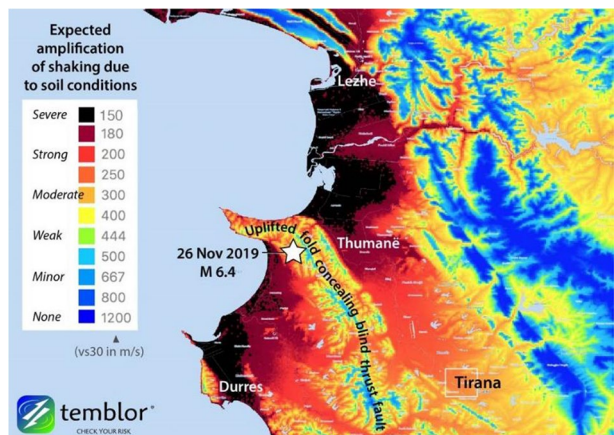 Expected
amplification
of shaking due
to soil conditions
Severe 150
180
Strong 200
250
Moderate 300
400
Weak 444
500
Minor 667
800
None 1200
(vs30 in m/s)
temblor
CHECK YOUR RISK
Lezhe
Uplifted fold concealing blind thrust fault
Thumanë
26 Nov 2019
M 6.4
Durres
Tirana